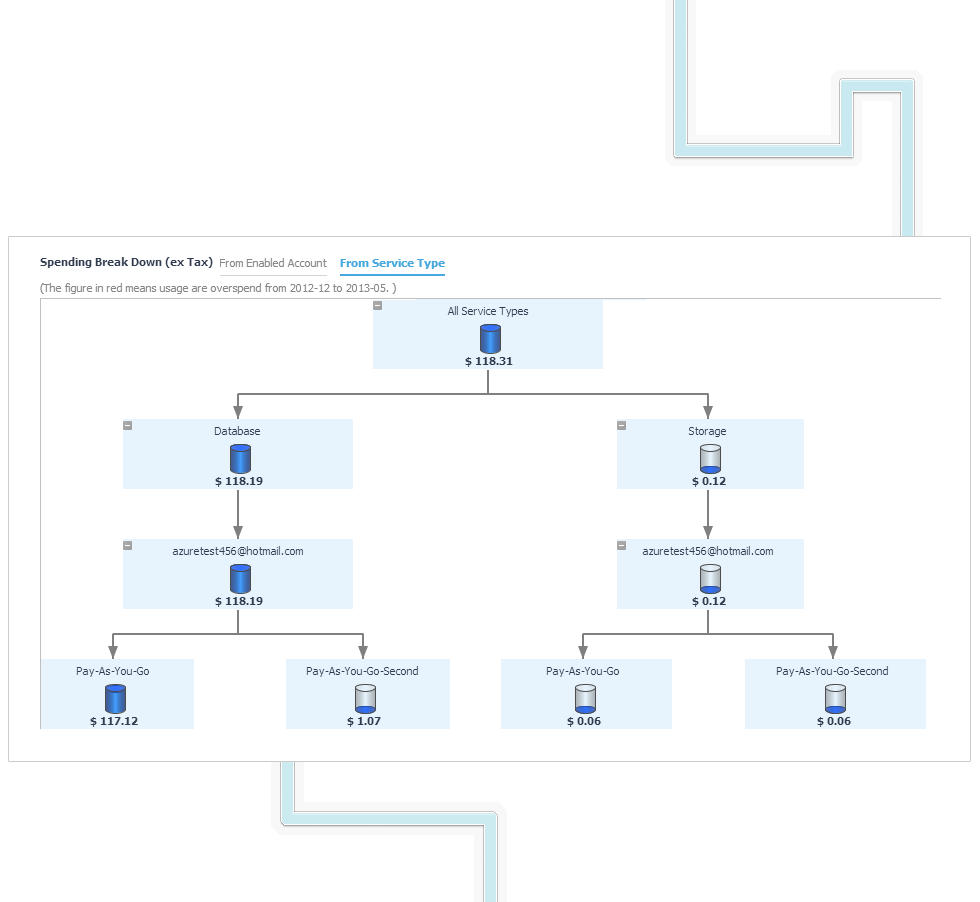 Spending Break Down (ex Tax) From Enabled Account From Service Type
(The figure in red means usage are overspend from 2012-12 to 2013-05. )
All Service Types
$ 118.31
Database
$ 118.19
Storage
$ 0.12
azuretest456@hotmail.com
$ 118.19
azuretest456@hotmail.com
$ 0.12
Pay-As-You-Go
$ 117.12
Pay-As-You-Go-Second
$ 1.07
Pay-As-You-Go
$ 0.06
Pay-As-You-Go-Second
$ 0.06